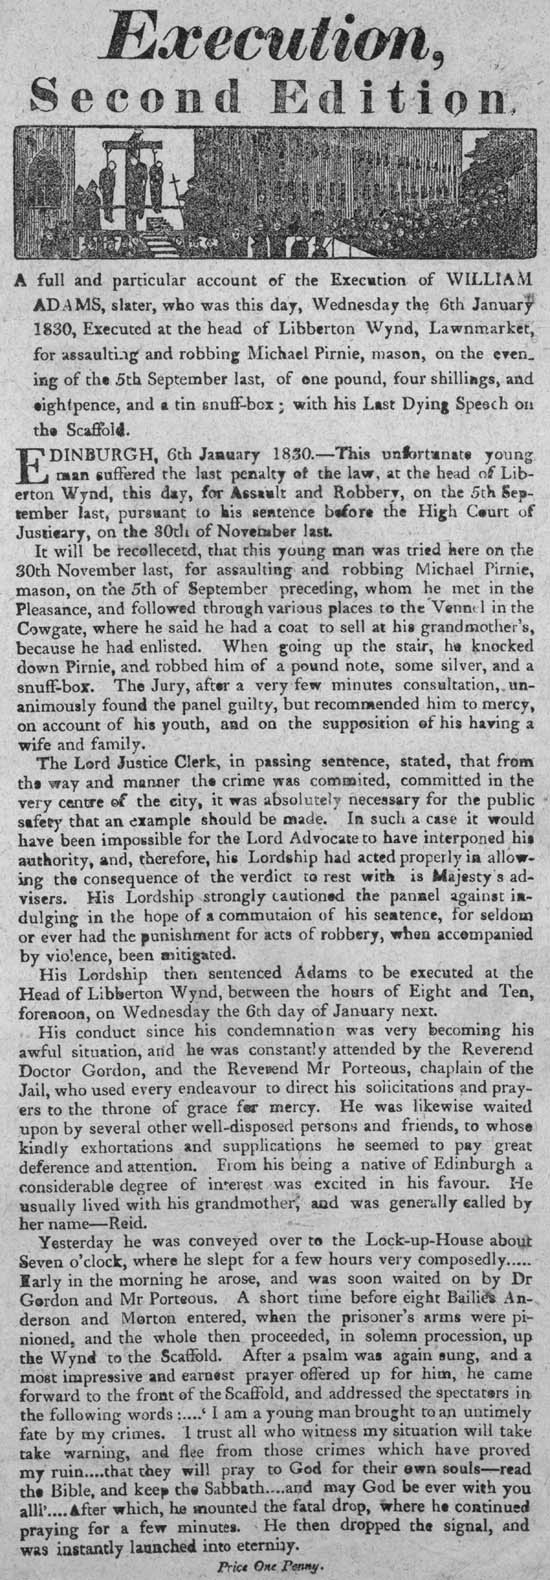 Execution,
Second Edition.
A full and particular account of the Execution of WILLIAM
ADAMS, slater, who was this day, Wednesday the 6th January
1830, Executed at the head of Libberton Wynd, Lawnmarket,
for assaulting and robbing Michael Pirnie, mason, on the even-
ing of the 5th September last, of one pound, four shillings, and
eightpence, and a tin snuff-box; with his Last Dying Speech on
the Scaffold.
EDINBURGH, 6th January 1830.—This unfortunate young
man suffered the last penalty of the law, at the head of Lib-
erton Wynd, this day, for Assault and Robbery, on the 5th Sep-
tember last, pursuant to his sentence before the High Court of
Justieary, on the 30th of November last.
It will be recollecetd, that this young man was tried here on the
30th November last, for assaulting and robbing Michael Pirnie,
mason, on the 5th of September preceding, whom he met in the
Pleasance, and followed through various places to the Vennel in the
Cowgate, where he said he had a coat to sell at his grandmother's,
because he had enlisted. When going up the stair, he knocked
down Pirnie, and robbed him of a pound note, some silver, and a
snuff-box. The Jury, after a very few minutes consultation, un-
animously found the panel guilty, but recommended him to mercy,
on account of his youth, and on the supposition of his having a
wife and family.
The Lord Justice Clerk, in passing sentence, stated, that from
the way and manner the crime was commited, committed in the
very centre of the city, it was absolutely necessary for the public
safety that an example should be made. In such a case it would
have been impossible for the Lord Advocate to have interponed his
authority, and, therefore, his Lordship had acted properly in allow-
ing the consequence of the verdict to rest with is Majesty's ad-
visers. His Lordship strongly cautioned the pannel against in-
dulging in the hope of a commutaion of his sentence, for seldom
or ever had the punishment for acts of robbery, when accompanied
by violence, been mitigated.
His Lordship then sentenced Adams to be executed at the
Head of Libberton Wynd, between the hours of Eight and Ten,
forenoon, on Wednesday the 6th day of January next.
His conduct since his condemnation was very becoming his
awful situation, and he was constantly attended by the Reverend
Doctor Gordon, and the Reverend Mr Porteous, chaplain of the
Jail, who used every endeavour to direct his solicitations and pray-
ers to the throne of grace for mercy. He was likewise waited
upon by several other well-disposed persons and friends, to whose
kindly exhortations and supplications he seemed to pay great
deference and attention. From his being a native of Edinburgh a
considerable degree of interest was excited in his favour. He
usually lived with his grandmother, and was generally called by
her name—Reid.
Yesterday he was conveyed over to the Lock-up-House about
Seven o'clock, where he slept for a few hours very composedly.....
Early in the morning he arose, and was soon waited on by Dr
Gordon and Mr Porteous. A short time before eight Bailies An-
derson and Morton entered, when the prisoner's arms were pi-
nioned, and the whole then proceeded, in solemn procession, up
the Wynd to the Scaffold. After a psalm was again sung, and a
most impressive and earnest prayer offered up for him, he came
forward to the front of the Scaffold, and addressed the spectators in
the following words:....‘ I am a young man brought to an untimely
fate by my crimes. I trust all who witness my situation will take
take warning, and flee from those crimes which have proved
my ruin....that they will pray to God for their own souls—read
the Bible, and keep the Sabbath....and may God be ever with you
all!’....After which, he mounted the fatal drop, where he continued
praying for a few minutes. He then dropped the signal, and
was instantly launched into eternity.
Price One Penny.